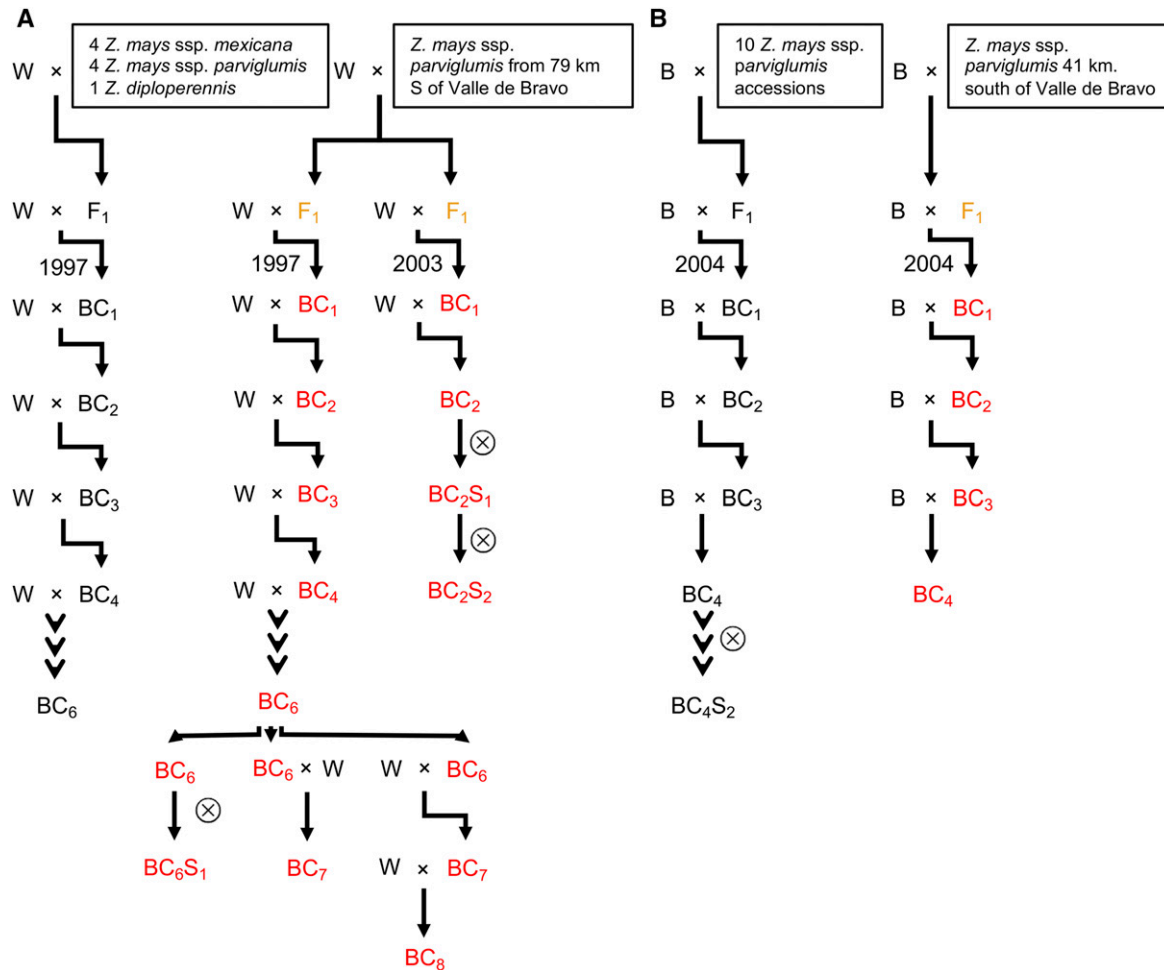 A
B
4 Z. mays ssp. mexicana
4 Z. mays ssp. parviglumis
1 Z. diploperennis
W ×
Z. mays ssp.
parviglumis from 79 km
S of Valle de Bravo
W ×
10 Z. mays ssp.
parviglumis
accessions
B ×
Z. mays ssp.
parviglumis 41 km.
south of Valle de Bravo
B ×
W × F₁ W × F₁ W × F₁ B × F₁ B × F₁
1997 1997 2003 2004 2004
W × BC₁ W × BC₁ W × BC₁ B × BC₁ B × BC₁
W × BC₂ W × BC₂ BC₂ B × BC₂ B × BC₂
W × BC₃ W × BC₃ BC₂S₁ B × BC₃ B × BC₃
W × BC₄ W × BC₄ BC₂S₂ BC₄ BC₄
BC₆ BC₆ BC₄S₂
BC₆ BC₆ × W W × BC₆
BC₆S₁ BC₇ W × BC₇
BC₈